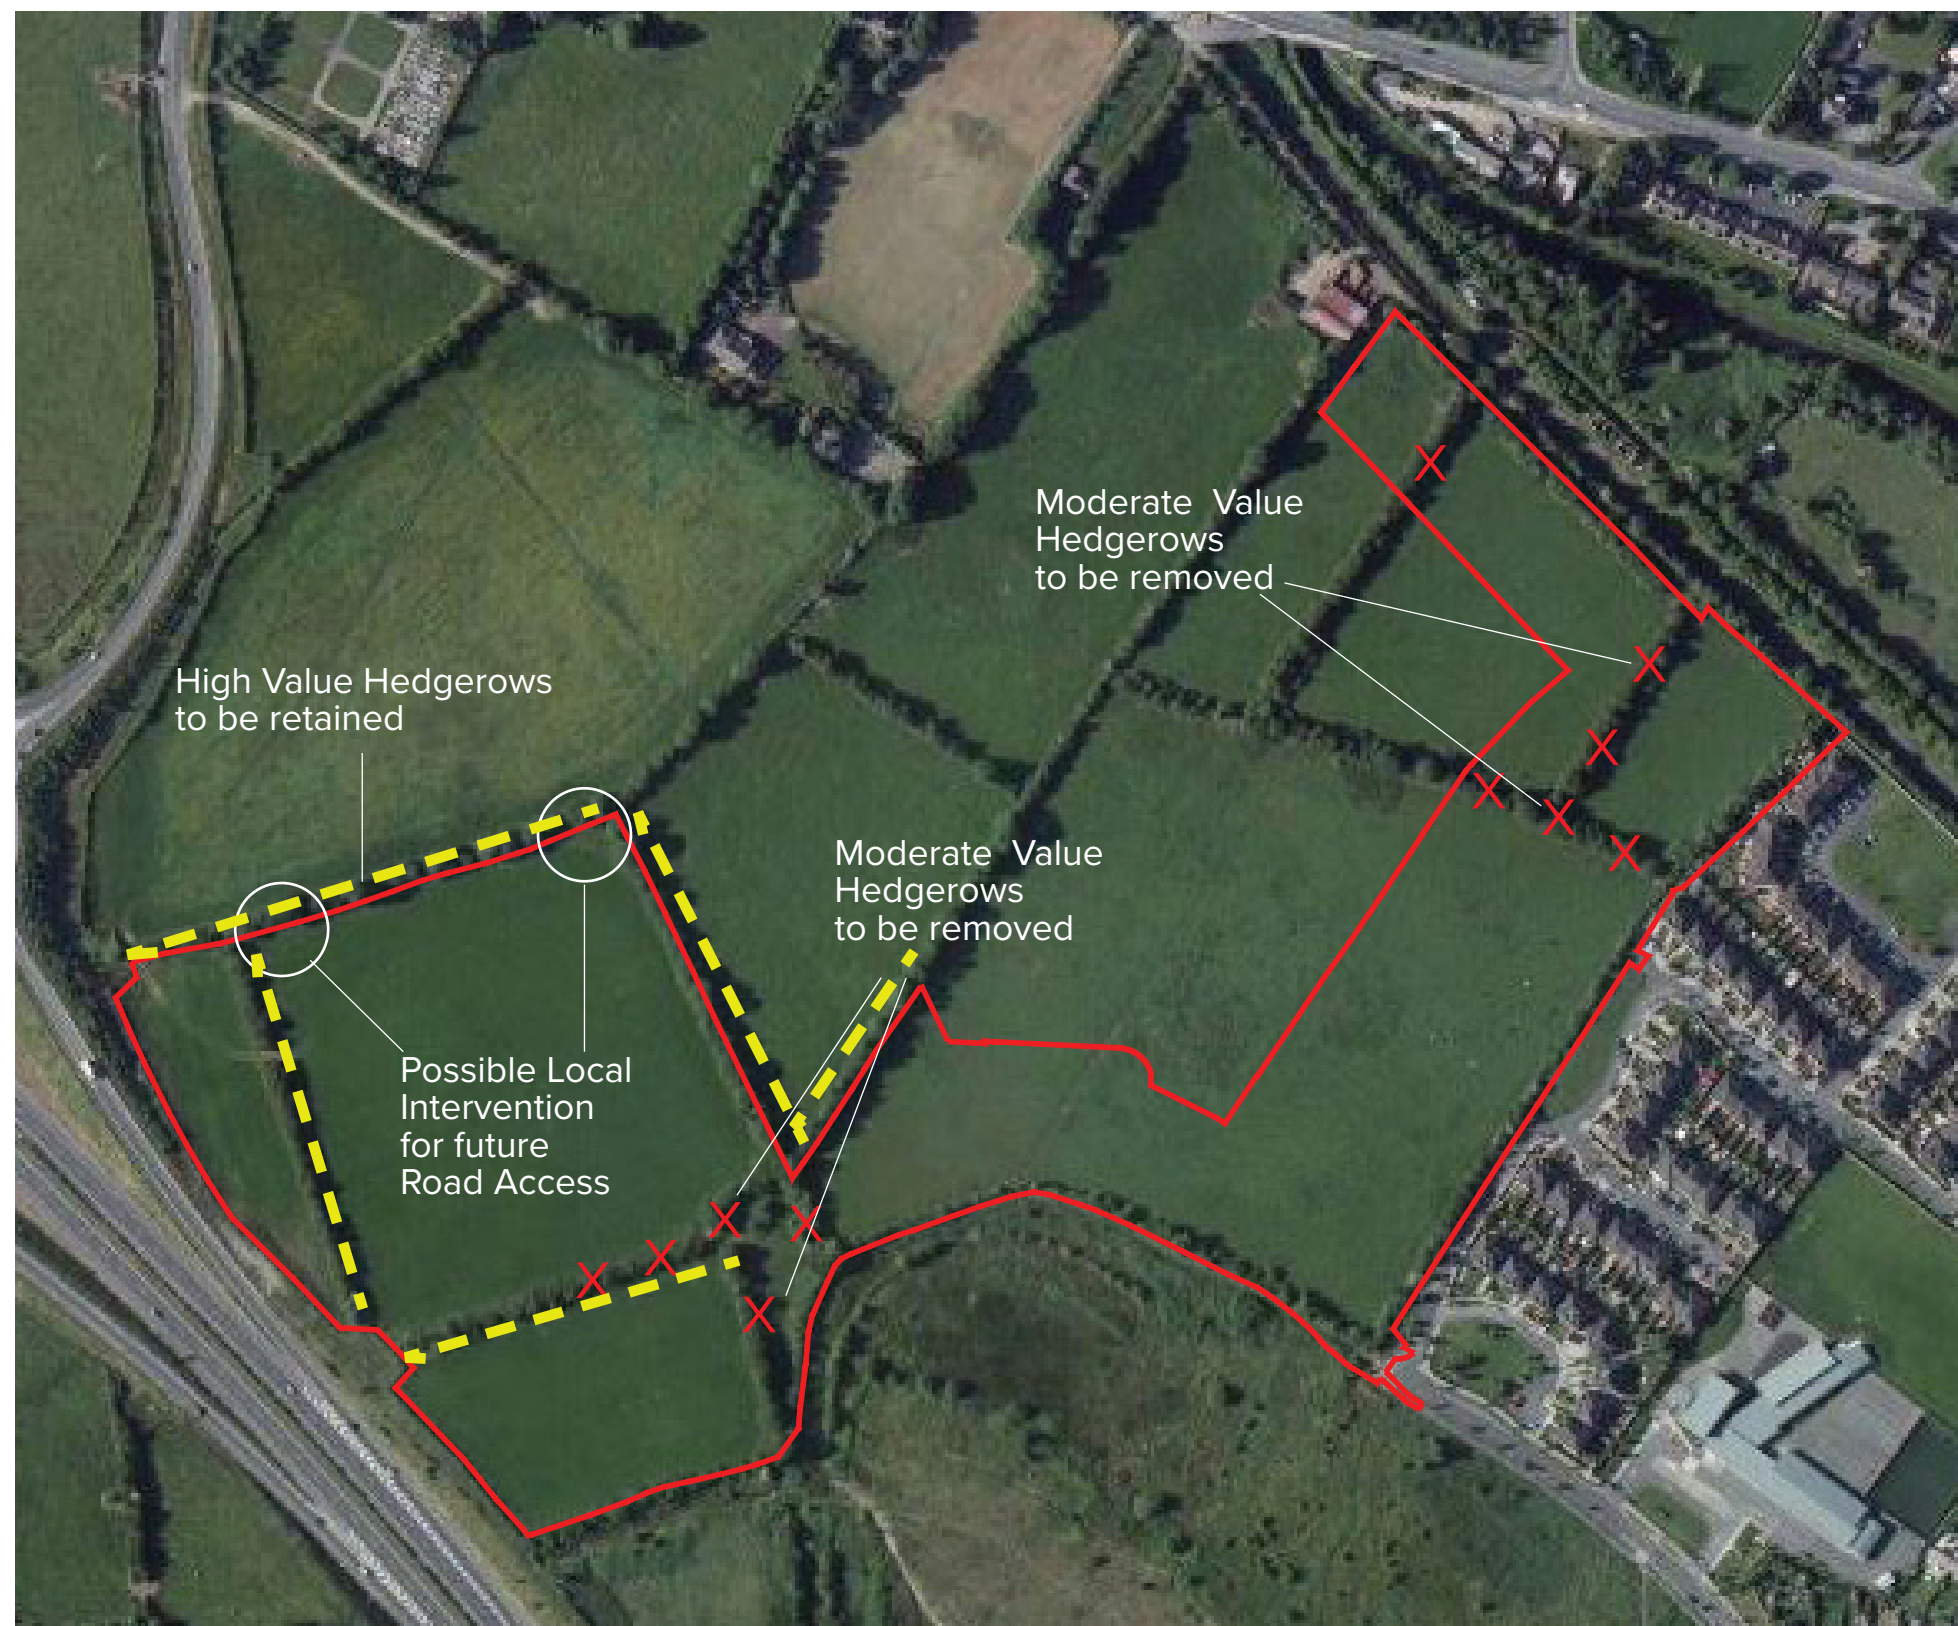 Moderate  Value
Hedgerows
to be removed
High Value Hedgerows
to be retained
Moderate  Value
Hedgerows
to be removed
Possible Local
Intervention
for future
Road Access
X
X
X
X
X
X
X
X
X
X
X